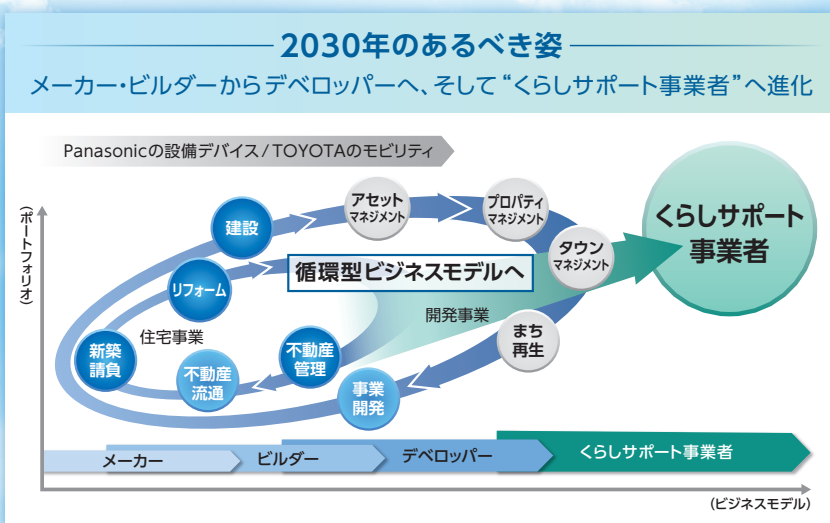 2030年のあるべき姿
メーカー・ビルダーからデベロッパーへ、そして“くらしサポート事業者”へ進化
Panasonicの設備デバイス/TOYOTAのモビリティ
(ポートフォリオ)
アセット
マネジメント
プロパティ
マネジメント
建設
タウン
マネジメント
くらしサポート
事業者
リフォーム
循環型ビジネスモデルへ
開発事業
住宅事業
まち
再生
新築
請負
不動産
流通
不動産
管理
事業
開発
メーカー
ビルダー
デベロッパー
くらしサポート事業者
(ビジネスモデル)